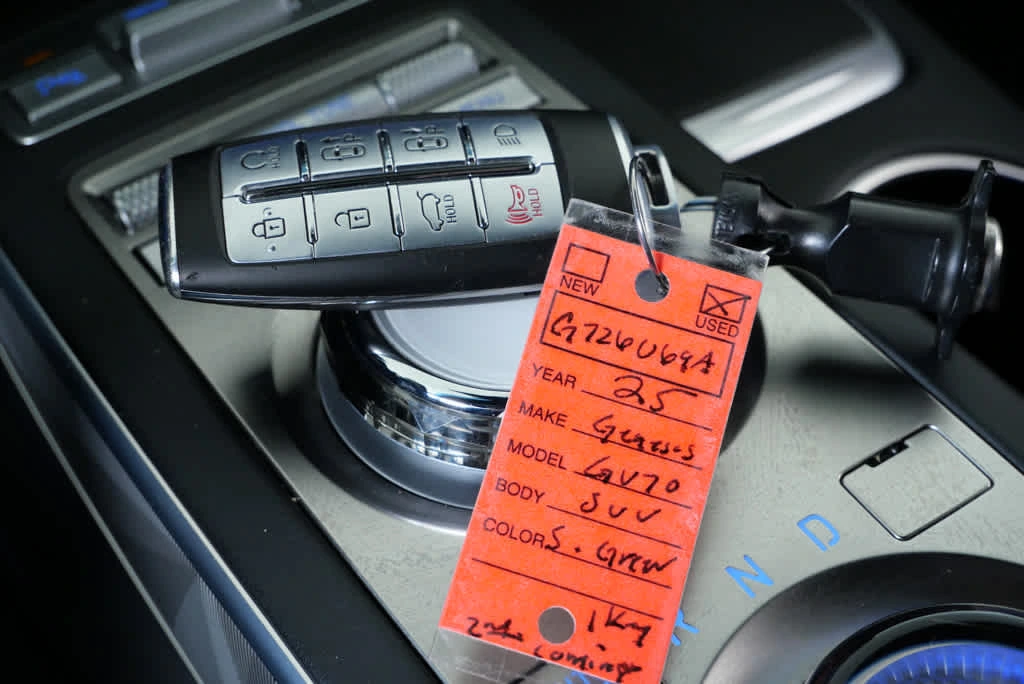 HOLD
HOLD
HOLD
NEW
USED
G726U69A
YEAR 25
MAKE Genesis
MODEL GV70
BODY SUV
COLOR S. Green
1 Key
2nd coming
N
D